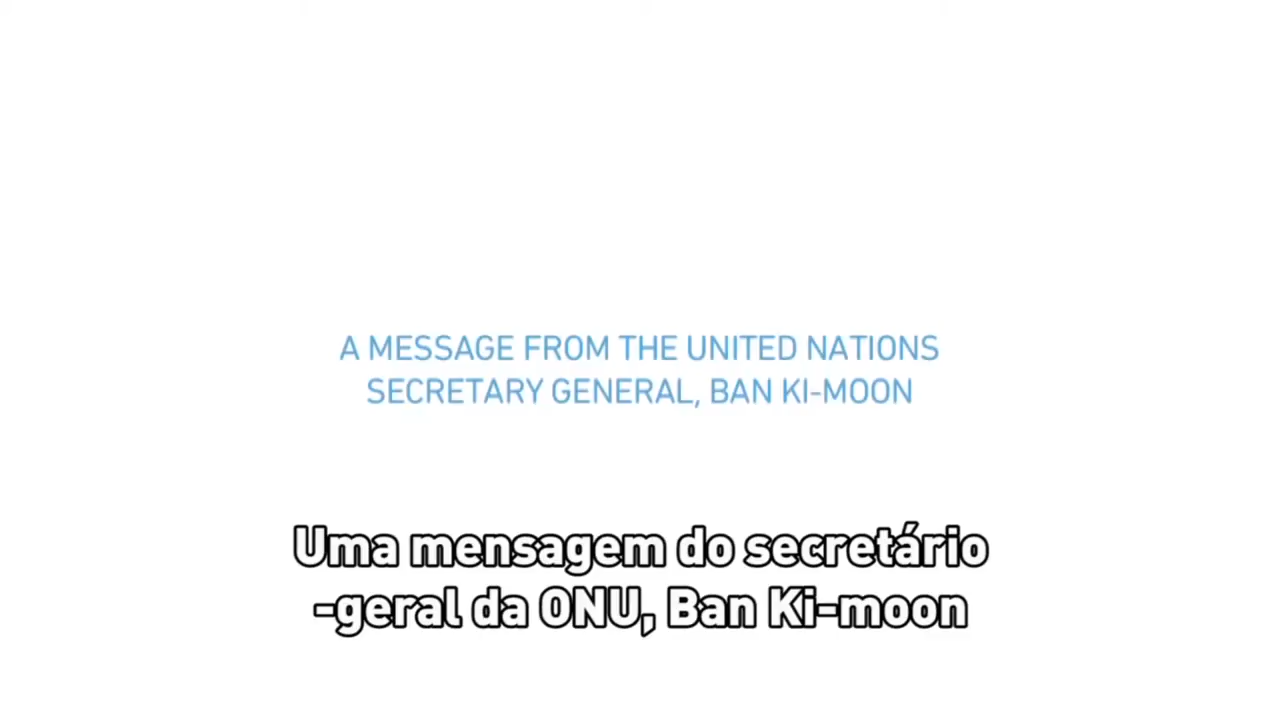 A MESSAGE FROM THE UNITED NATIONS
SECRETARY GENERAL, BAN KI-MOON
Uma mensagem do secretário
-geral da ONU, Ban Ki-moon